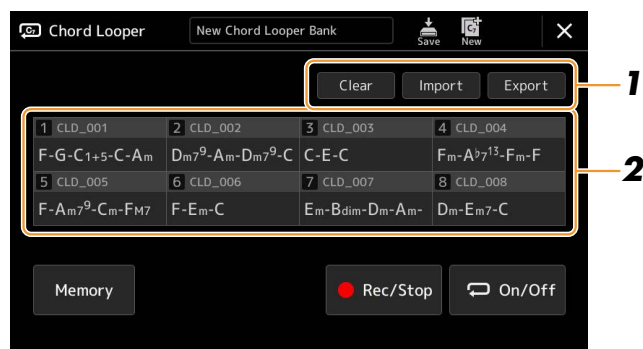 C7 Chord Looper New Chord Looper Bank Save C7 New ×
Clear Import Export 1
1 CLD_001 2 CLD_002 3 CLD_003 4 CLD_004
F-G-C1+5-C-Am Dm7⁹-Am-Dm7⁹-C C-E-C Fm-A♭7¹³-Fm-F
2
5 CLD_005 6 CLD_006 7 CLD_007 8 CLD_008
F-Am7⁹-Cm-FM7 F-Em-C Em-Bdim-Dm-Am- Dm-Em7-C
Memory Rec/Stop On/Off